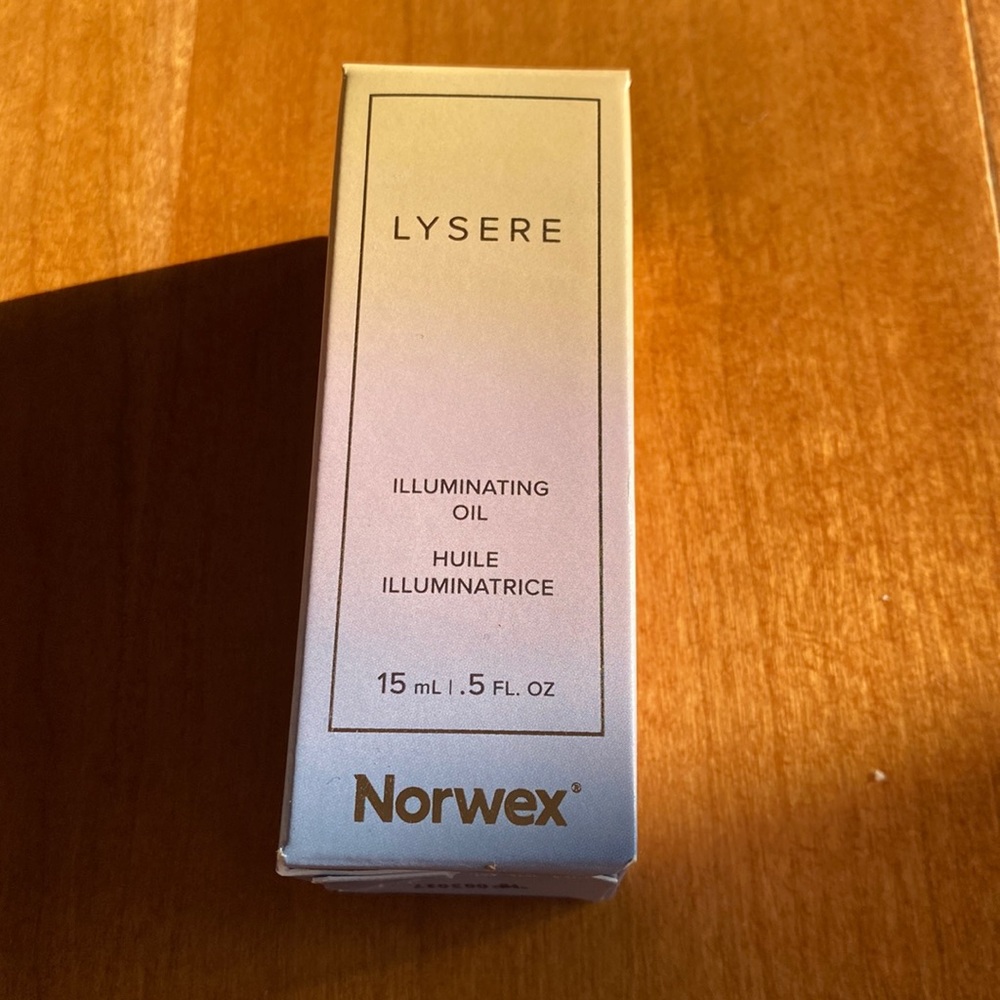 LYSERE
ILLUMINATING
OIL
HUILE
ILLUMINATRICE
15 mL | .5 FL. OZ
Norwex®